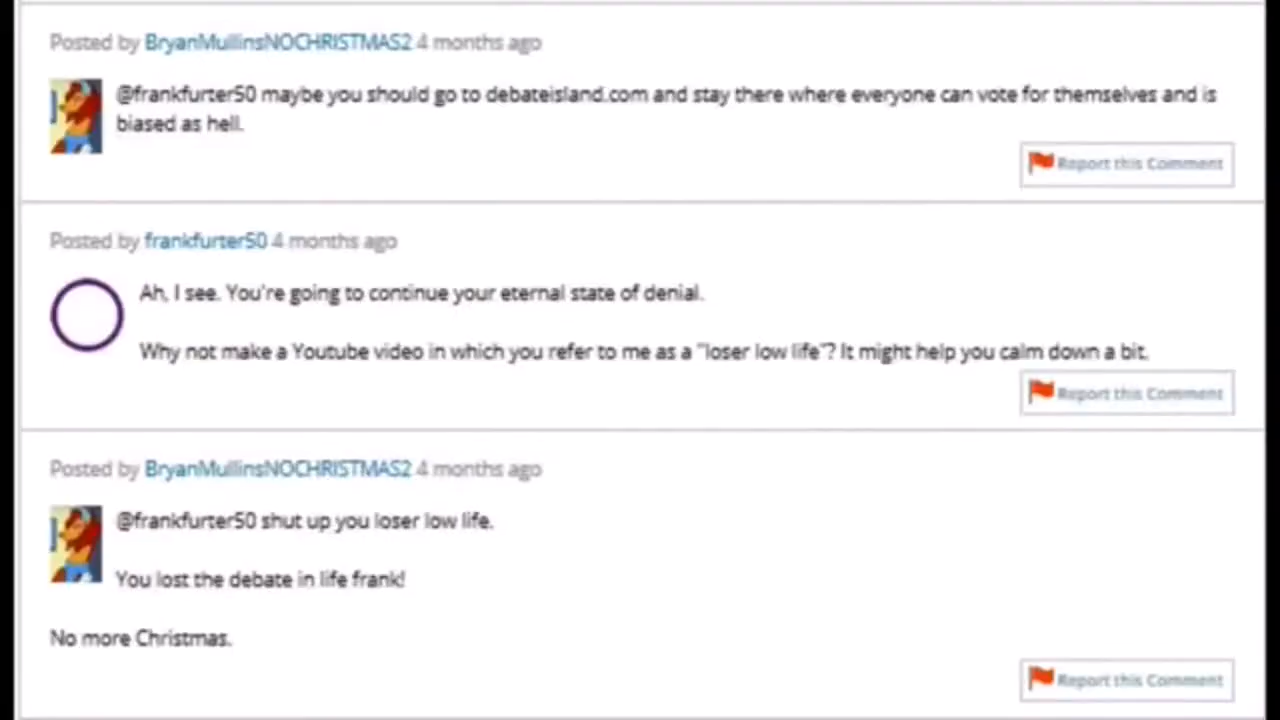 Posted by BryanMullinsNOCHRISTMAS2 4 months ago
@frankfurter50 maybe you should go to debateisland.com and stay there where everyone can vote for themselves and is
biased as hell.
Report this Comment
Posted by frankfurter50 4 months ago
Ah, I see. You're going to continue your eternal state of denial.
Why not make a Youtube video in which you refer to me as a "loser low life"? It might help you calm down a bit.
Report this Comment
Posted by BryanMullinsNOCHRISTMAS2 4 months ago
@frankfurter50 shut up you loser low life.
You lost the debate in life frank!
No more Christmas.
Report this Comment